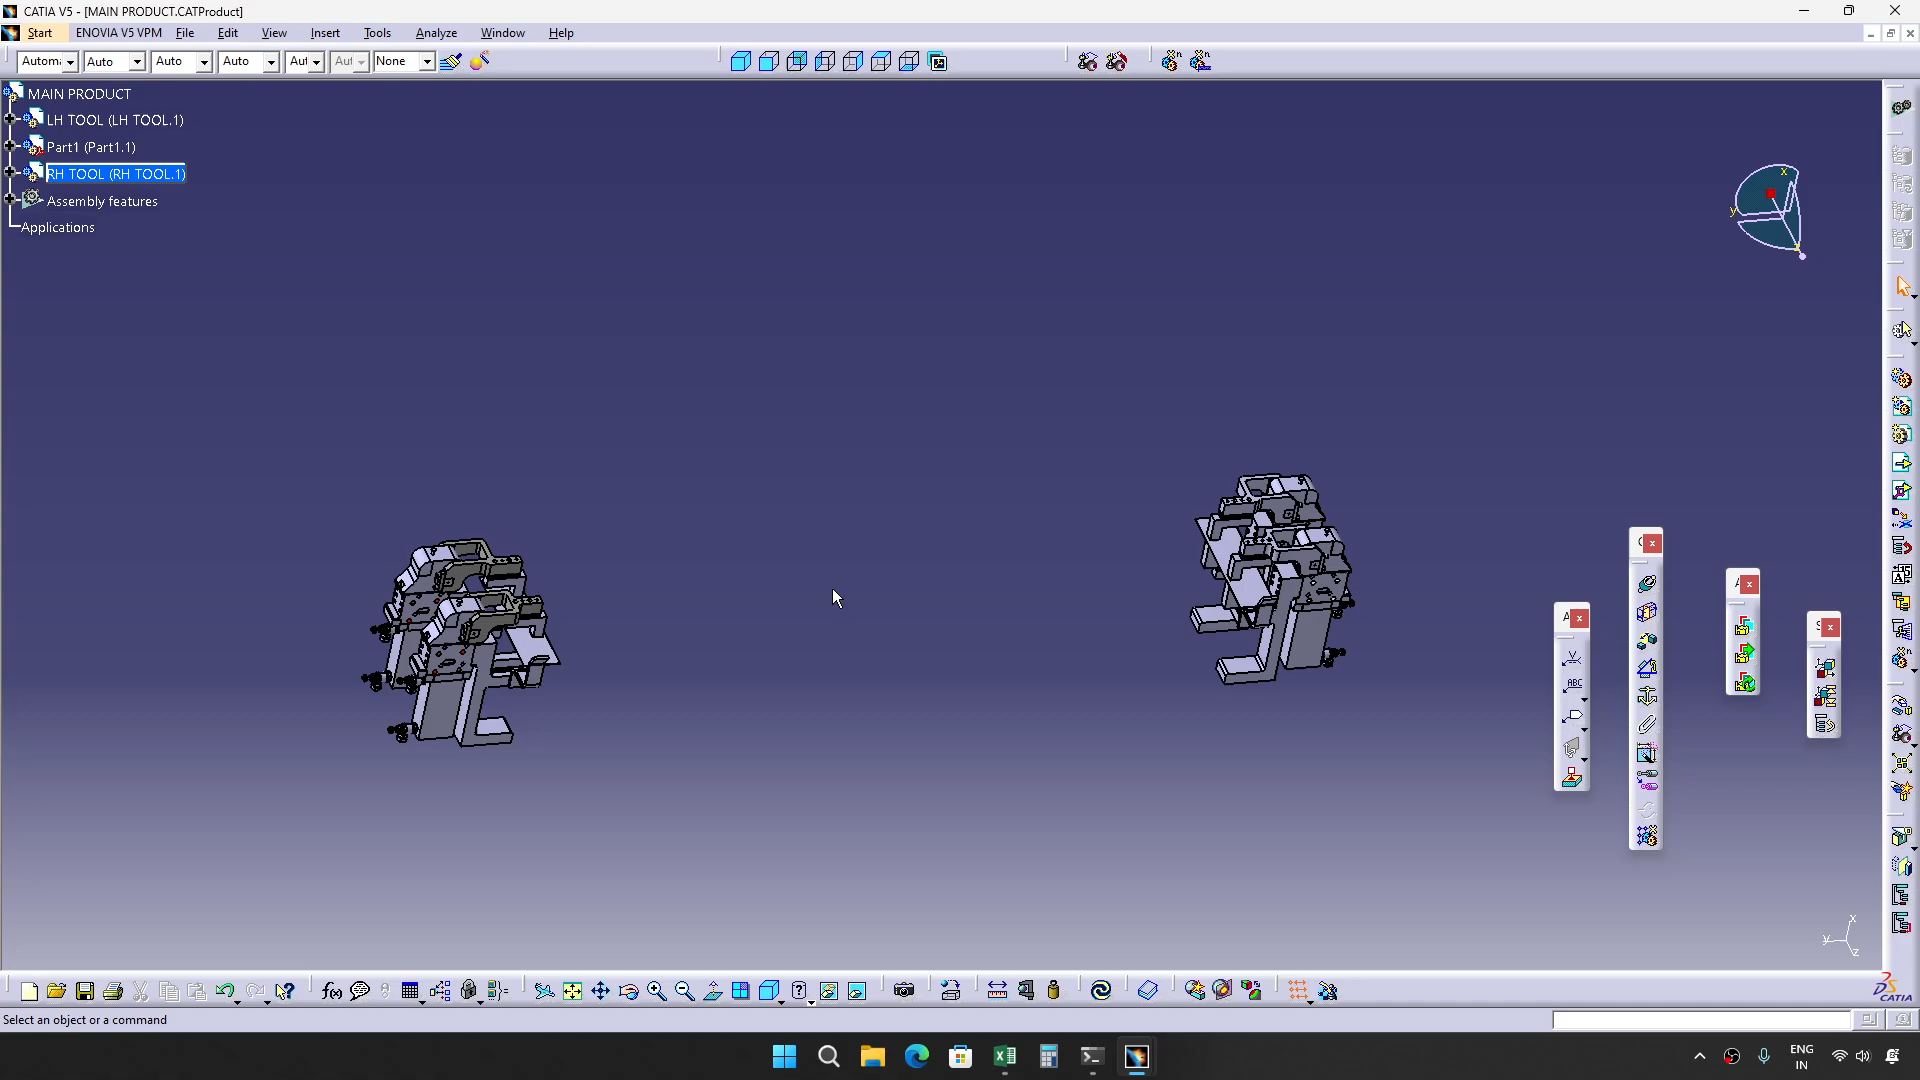 CATIA V5 - [MAIN PRODUCT.CATProduct]
Start ENOVIA V5 VPM File Edit View Insert Tools Analyze Window Help
Auto Auto Auto None
MAIN PRODUCT
LH TOOL (LH TOOL.1)
Part1 (Part1.1)
RH TOOL (RH TOOL.1)
Assembly features
Applications
x
y
z
ABC
x
y
z
f(x)
CATIA
Select an object or a command
ENG
IN